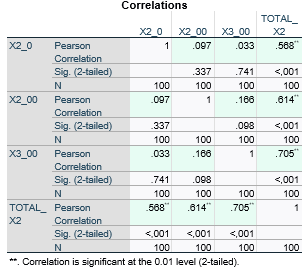 Correlations
TOTAL_
X2_0 X2_00 X3_00 X2
X2_0 Pearson 1 .097 .033 .568**
Correlation
Sig. (2-tailed) .337 .741 <,001
N 100 100 100 100
X2_00 Pearson .097 1 .166 .614**
Correlation
Sig. (2-tailed) .337 .098 <,001
N 100 100 100 100
X3_00 Pearson .033 .166 1 .705**
Correlation
Sig. (2-tailed) .741 .098 <,001
N 100 100 100 100
TOTAL_ Pearson .568** .614** .705** 1
X2 Correlation
Sig. (2-tailed) <,001 <,001 <,001
N 100 100 100 100
**. Correlation is significant at the 0.01 level (2-tailed).